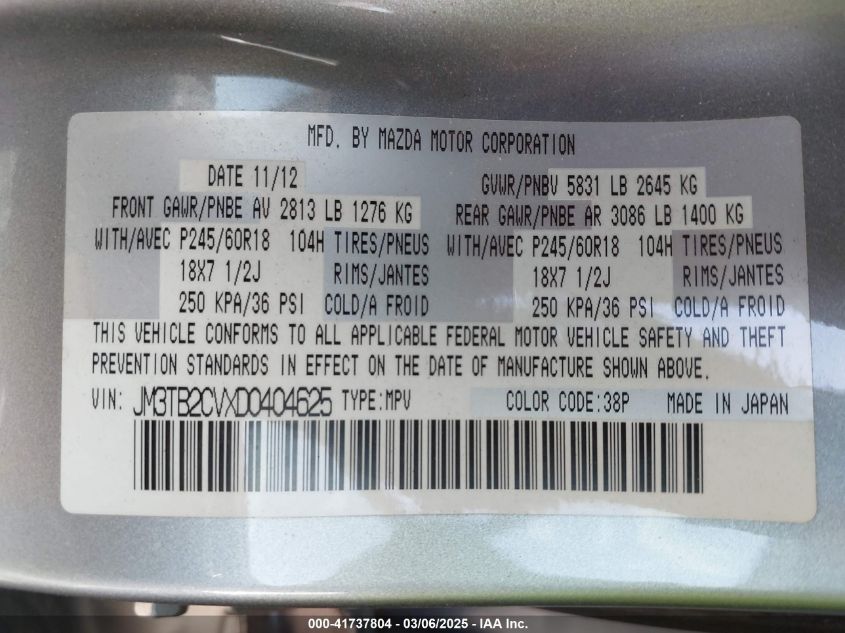 MFD. BY MAZDA MOTOR CORPORATION
DATE 11/12 GVWR/PNBV 5831 LB 2645 KG
FRONT GAWR/PNBE AV 2813 LB 1276 KG REAR GAWR/PNBE AR 3086 LB 1400 KG
WITH/AVEC P245/60R18 104H TIRES/PNEUS WITH/AVEC P245/60R18 104H TIRES/PNEUS
18X7 1/2J RIMS/JANTES 18X7 1/2J RIMS/JANTES
250 KPA/36 PSI COLD/A FROID 250 KPA/36 PSI COLD/A FROID
THIS VEHICLE CONFORMS TO ALL APPLICABLE FEDERAL MOTOR VEHICLE SAFETY AND THEFT
PREVENTION STANDARDS IN EFFECT ON THE DATE OF MANUFACTURE SHOWN ABOVE.
VIN: JM3TB2CVXD0404625 TYPE:MPV COLOR CODE:38P MADE IN JAPAN
000-41737804 - 03/06/2025 - IAA Inc.